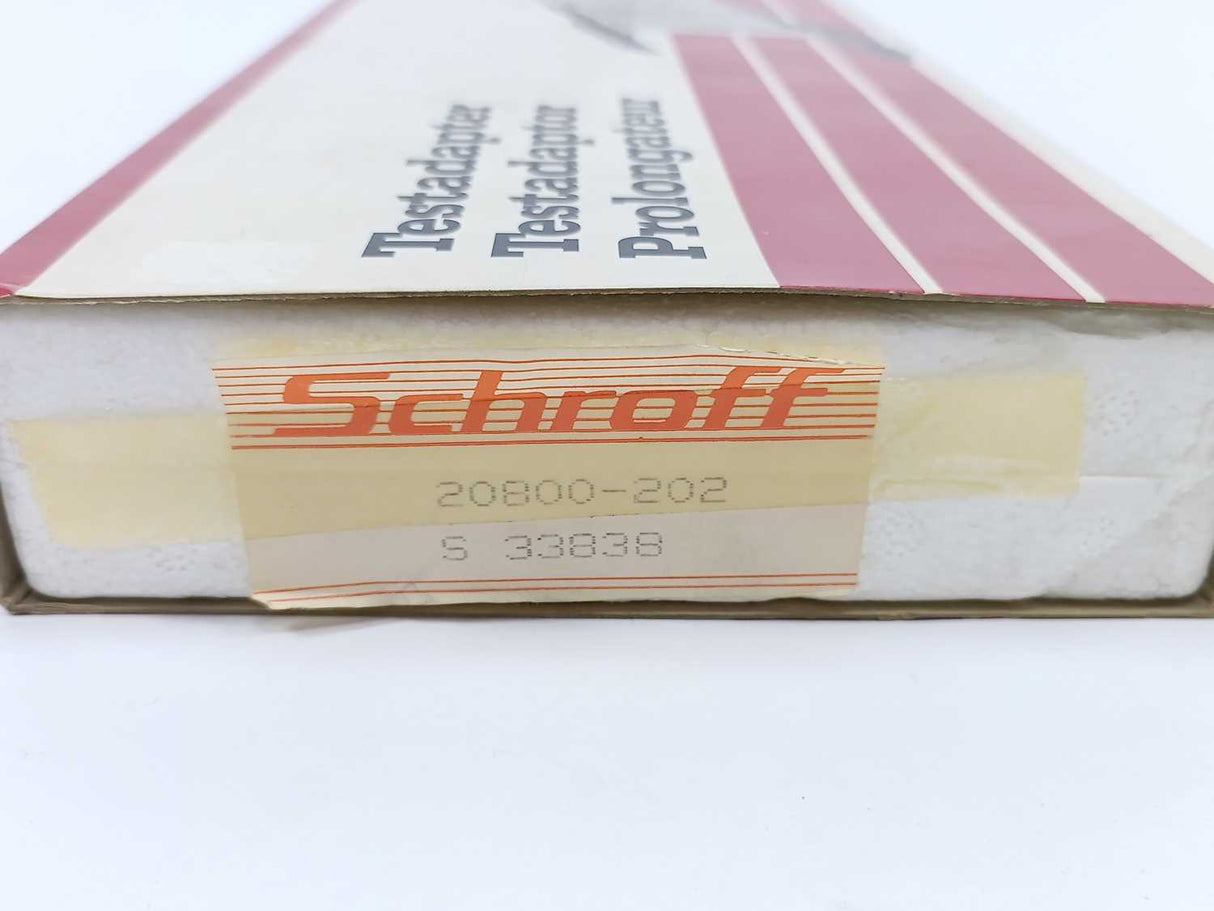 Testadapter
Testadaptor
Prolongateur
Schroff
20800-202
S 33838